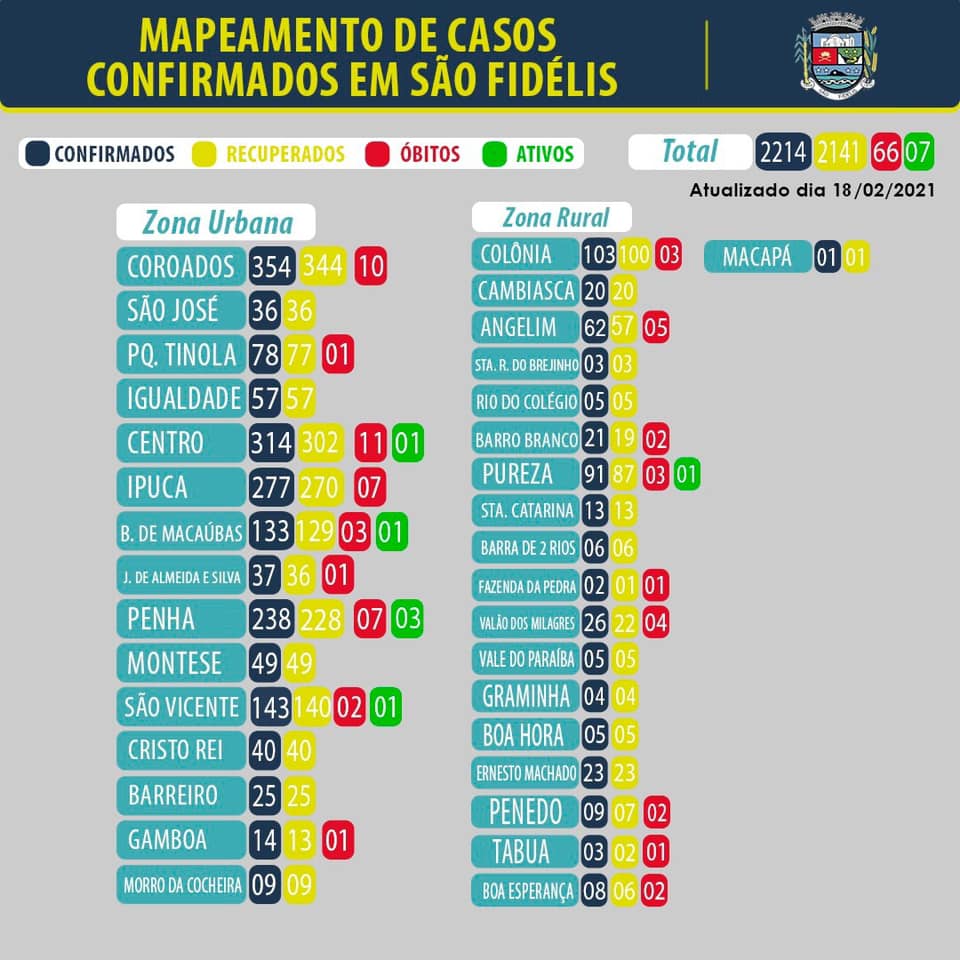 MAPEAMENTO DE CASOS
CONFIRMADOS EM SÃO FIDÉLIS
CONFIRMADOS RECUPERADOS ÓBITOS ATIVOS
Total 2214 2141 66 07
Atualizado dia 18/02/2021
Zona Urbana
COROADOS 354 344 10
SÃO JOSÉ 36 36
PQ. TINOLA 78 77 01
IGUALDADE 57 57
CENTRO 314 302 11 01
IPUCA 277 270 07
B. DE MACAÚBAS 133 129 03 01
J. DE ALMEIDA E SILVA 37 36 01
PENHA 238 228 07 03
MONTESE 49 49
SÃO VICENTE 143 140 02 01
CRISTO REI 40 40
BARREIRO 25 25
GAMBOA 14 13 01
MORRO DA COCHEIRA 09 09
Zona Rural
COLÔNIA 103 100 03
CAMBIASCA 20 20
ANGELIM 62 57 05
STA. R. DO BREJINHO 03 03
RIO DO COLÉGIO 05 05
BARRO BRANCO 21 19 02
PUREZA 91 87 03 01
STA. CATARINA 13 13
BARRA DE 2 RIOS 06 06
FAZENDA DA PEDRA 02 01 01
VALÃO DOS MILAGRES 26 22 04
VALE DO PARAÍBA 05 05
GRAMINHA 04 04
BOA HORA 05 05
ERNESTO MACHADO 23 23
PENEDO 09 07 02
TABUA 03 02 01
BOA ESPERANÇA 08 06 02
MACAPÁ 01 01